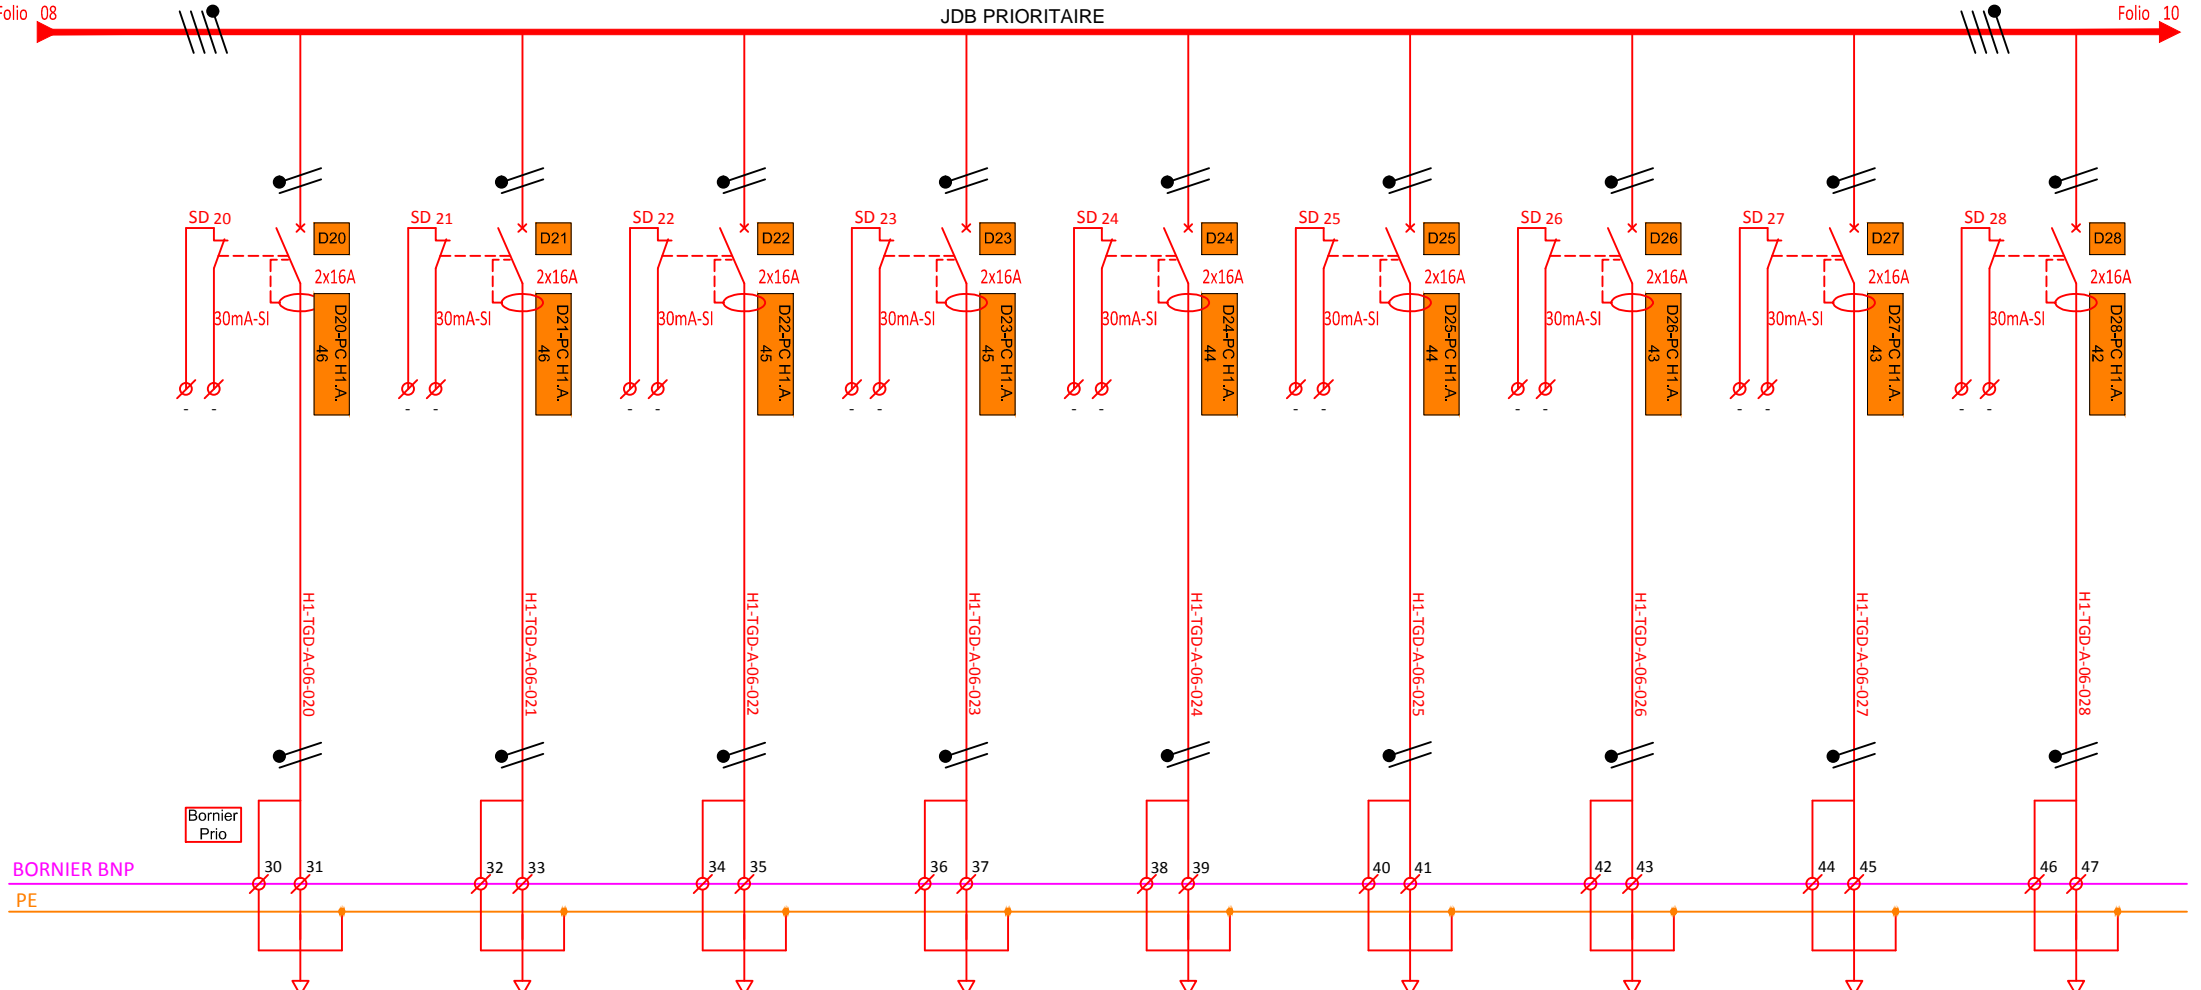 Folio 08
JDB PRIORITAIRE
Folio 10
SD 20
D20
2x16A
30mA-SI
D20-PC H1.A.
46
SD 21
D21
2x16A
30mA-SI
D21-PC H1.A.
46
SD 22
D22
2x16A
30mA-SI
D22-PC H1.A.
45
SD 23
D23
2x16A
30mA-SI
D23-PC H1.A.
45
SD 24
D24
2x16A
30mA-SI
D24-PC H1.A.
44
SD 25
D25
2x16A
30mA-SI
D25-PC H1.A.
44
SD 26
D26
2x16A
30mA-SI
D26-PC H1.A.
43
SD 27
D27
2x16A
30mA-SI
D27-PC H1.A.
43
SD 28
D28
2x16A
30mA-SI
D28-PC H1.A.
42
- -
- -
- -
- -
- -
- -
- -
- -
- -
H1-TGD-A-06-020
H1-TGD-A-06-021
H1-TGD-A-06-022
H1-TGD-A-06-023
H1-TGD-A-06-024
H1-TGD-A-06-025
H1-TGD-A-06-026
H1-TGD-A-06-027
H1-TGD-A-06-028
Bornier
Prio
BORNIER BNP
30 31
32 33
34 35
36 37
38 39
40 41
42 43
44 45
46 47
PE